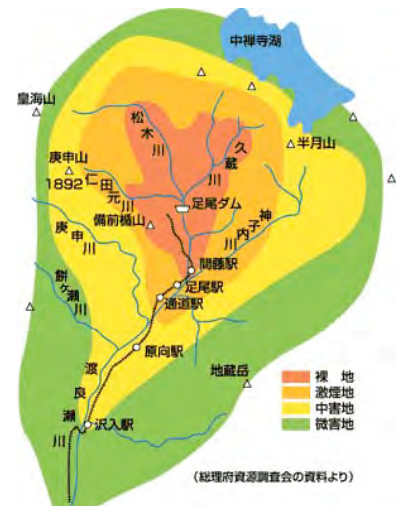 中禅寺湖
皇海山
松木川
久蔵川
半月山
庚申山
1892
仁田元川
足尾ダム
備前楯山
神子内川
庚申川
間藤駅
足尾駅
通道駅
餅ヶ瀬川
原向駅
地蔵岳
渡良瀬川
沢入駅
裸 地
激煙地
中害地
微害地
(総理府資源調査会の資料より)